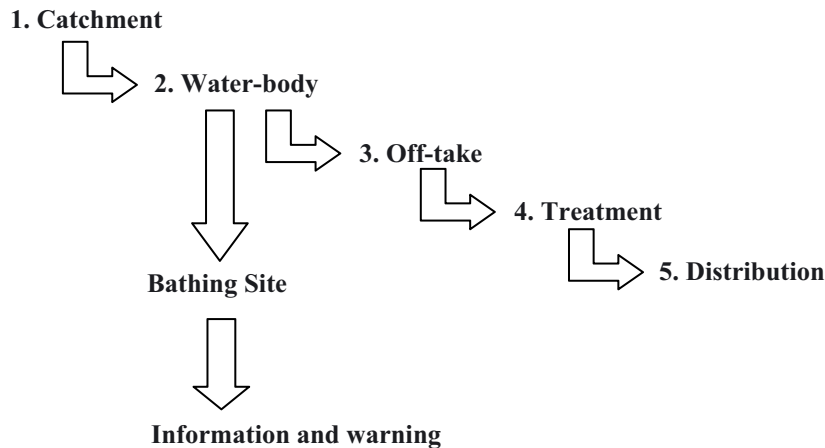 1. Catchment
2. Water-body
3. Off-take
4. Treatment
5. Distribution
Bathing Site
Information and warning